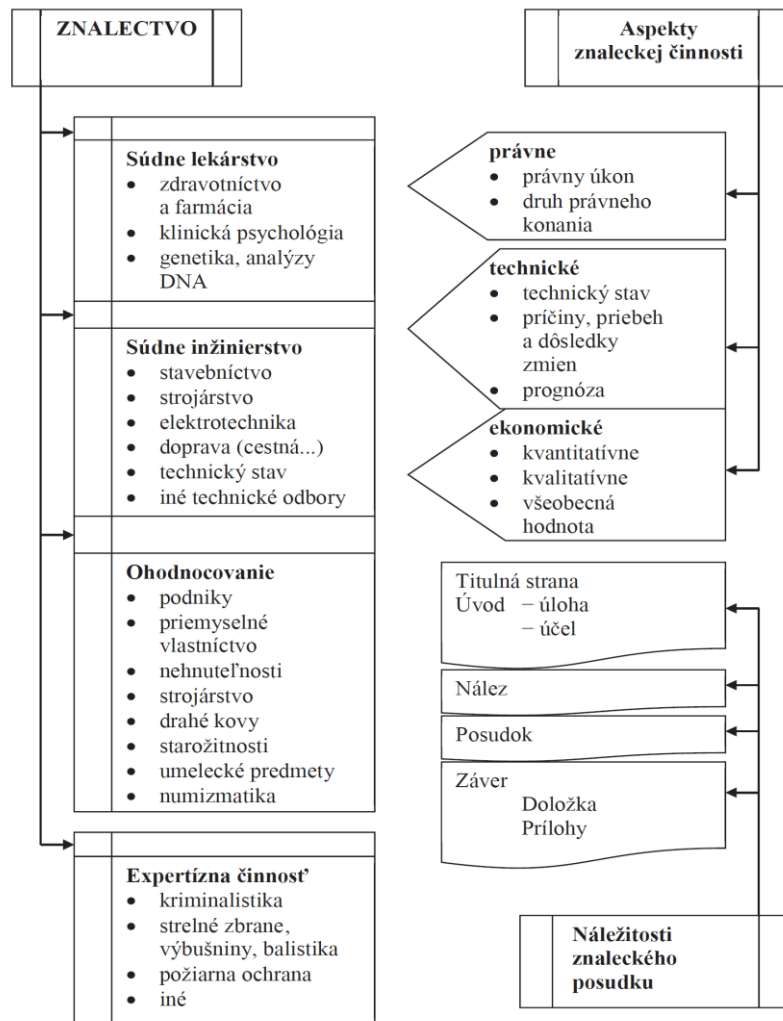 ZNALECTVO
Súdne lekárstvo
• zdravotníctvo
a farmácia
• klinická psychológia
• genetika, analýzy
DNA
Súdne inžinierstvo
• stavebníctvo
• strojárstvo
• elektrotechnika
• doprava (cestná...)
• technický stav
• iné technické odbory
Ohodnocovanie
• podniky
• priemyselné
vlastníctvo
• nehnuteľnosti
• strojárstvo
• drahé kovy
• starožitnosti
• umelecké predmety
• numizmatika
Expertízna činnosť
• kriminalistika
• strelné zbrane,
výbušniny, balistika
• požiarna ochrana
• iné
Aspekty
znaleckej činnosti
právne
• právny úkon
• druh právneho
konania
technické
• technický stav
• príčiny, priebeh
a dôsledky
zmien
• prognóza
ekonomické
• kvantitatívne
• kvalitatívne
• všeobecná
hodnota
Titulná strana
Úvod − úloha
− účel
Nález
Posudok
Záver
Doložka
Prílohy
Náležitosti
znaleckého
posudku